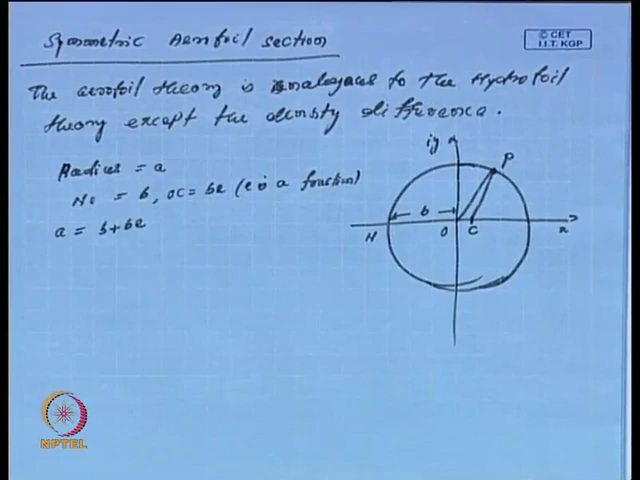 Symmetric Aerofoil section
© CET
I.I.T. KGP
The aerofoil theory is analogous to the Hydrofoil
theory except the density difference.
Radius = a
No = b, OC = be (e is a fraction)
a = b + be
iy
P
b
H
O
C
x
NPTEL